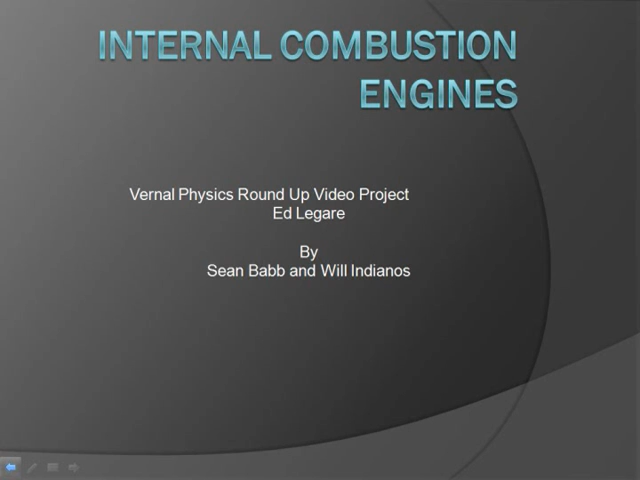 INTERNAL COMBUSTION
ENGINES
Vernal Physics Round Up Video Project
Ed Legare
By
Sean Babb and Will Indianos